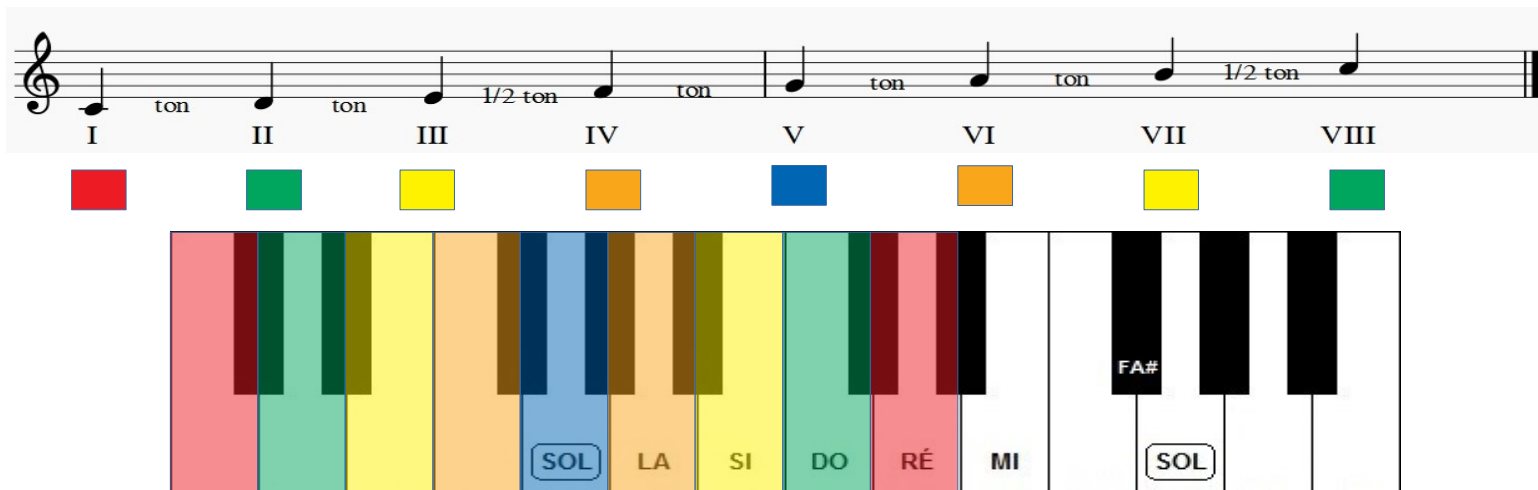 ton ton 1/2 ton ton ton ton 1/2 ton
I II III IV V VI VII VIII
FA#
SOL LA SI DO RÉ MI SOL